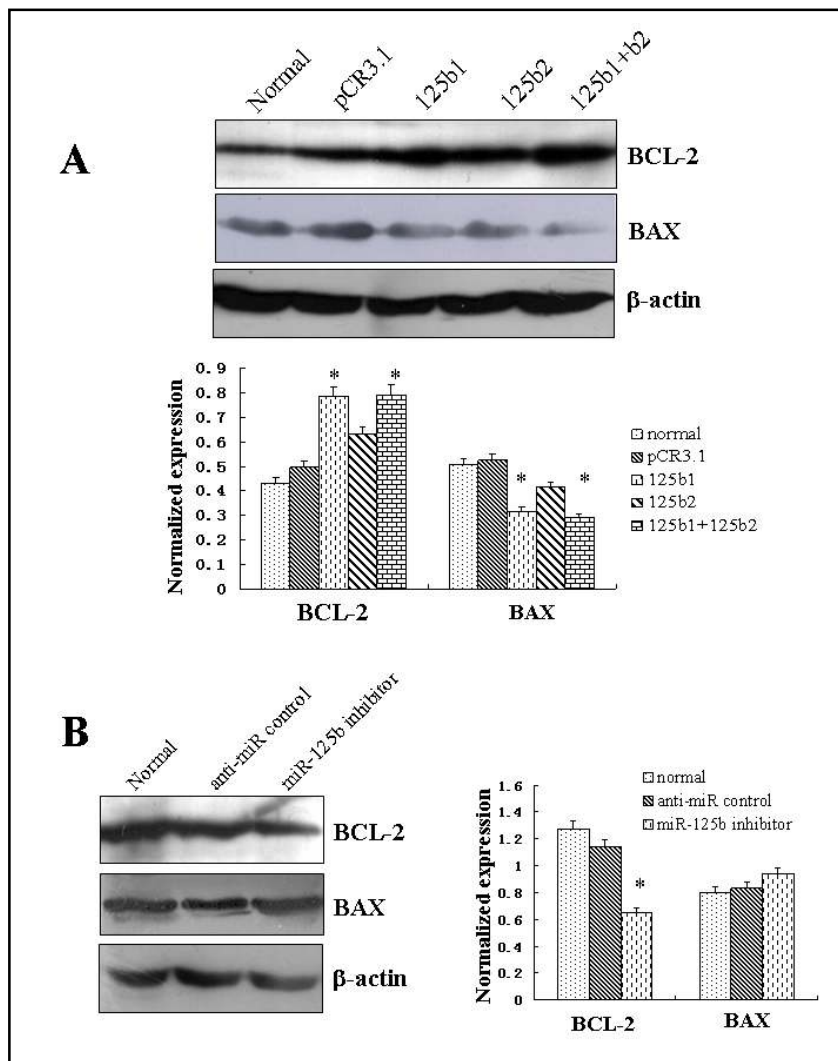 Normal
pCR3.1
125b1
125b2
125b1+b2
A
BCL-2
BAX
β-actin
0.9
0.8
0.7
0.6
0.5
0.4
0.3
0.2
0.1
0
Normalized expression
* *
* *
BCL-2 BAX
normal
pCR3.1
125b1
125b2
125b1+125b2
B
Normal
anti-miR control
miR-125b inhibitor
BCL-2
BAX
β-actin
1.6
1.4
1.2
1
0.8
0.6
0.4
0.2
0
Normalized expression
normal
anti-miR control
miR-125b inhibitor
*
BCL-2 BAX